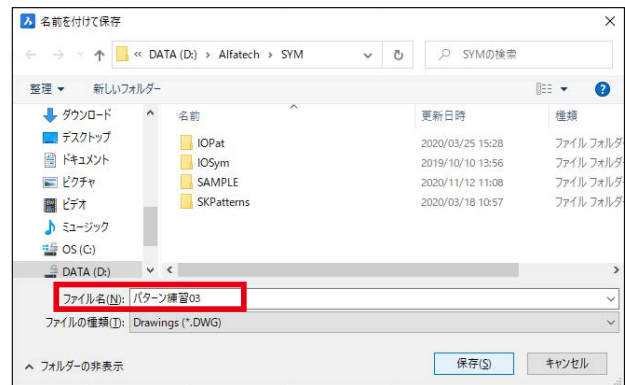 名前を付けて保存
« DATA (D:) › Alfatech › SYM
SYMの検索
整理 新しいフォルダー
名前 更新日時 種類
ダウンロード
デスクトップ
ドキュメント
ピクチャ
ビデオ
ミュージック
OS (C:)
DATA (D:)
IOPat 2020/03/25 15:28 ファイル フォルダ
IOSym 2019/10/10 13:56 ファイル フォルダ
SAMPLE 2020/11/12 11:08 ファイル フォルダ
SKPatterns 2020/03/18 10:57 ファイル フォルダ
ファイル名(N): パターン練習03
ファイルの種類(T): Drawings (*.DWG)
フォルダーの非表示
保存(S) キャンセル